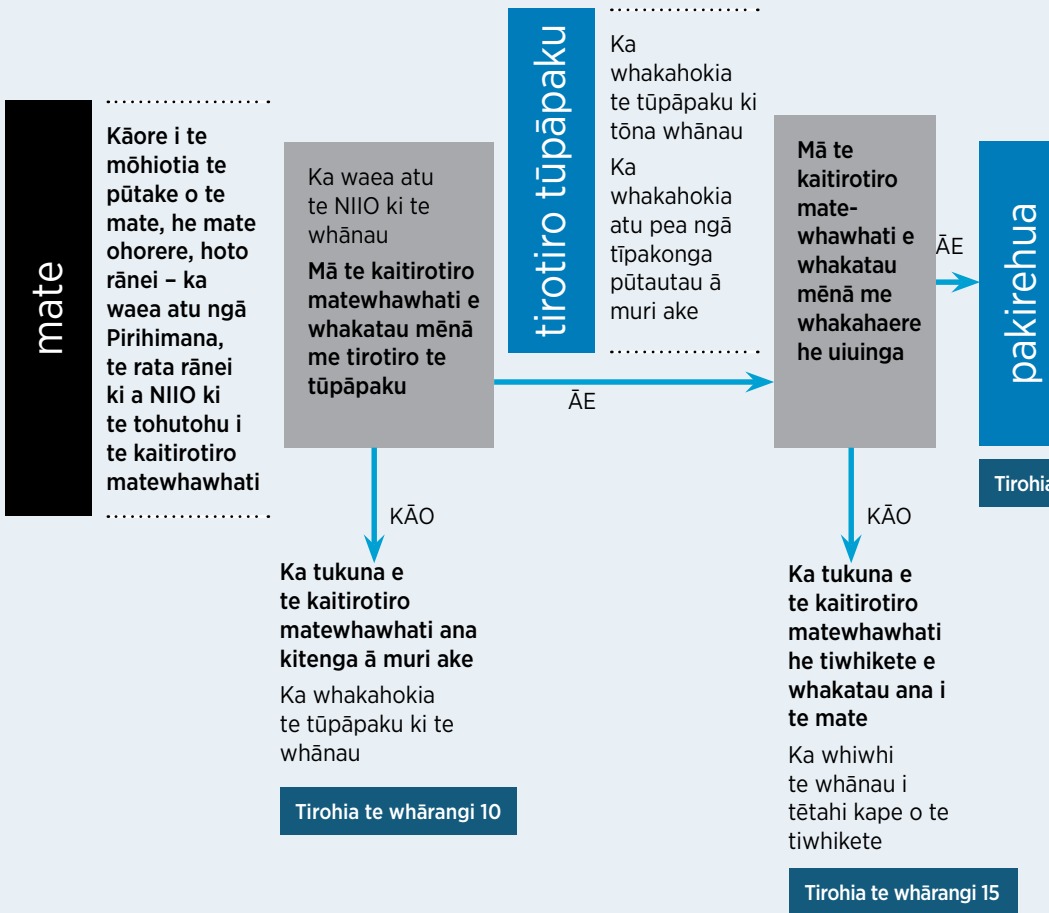 mate
Kāore i te
mōhiotia te
pūtake o te
mate, he mate
ohorere, hoto
rānei – ka
waea atu ngā
Pirihimana,
te rata rānei
ki a NIIO ki
te tohutohu i
te kaitirotiro
matewhawhati
Ka waea atu
te NIIO ki te
whānau
Mā te kaitirotiro
matewhawhati e
whakatau mēnā
me tirotiro te
tūpāpaku
KĀO
Ka tukuna e
te kaitirotiro
matewhawhati ana
kitenga ā muri ake
Ka whakahokia
te tūpāpaku ki te
whānau
Tirohia te whārangi 10
ĀE
tirotiro tūpāpaku
Ka
whakahokia
te tūpāpaku ki
tōna whānau
Ka
whakahokia
atu pea ngā
tīpakonga
pūtautau ā
muri ake
Mā te
kaitirotiro
mate-
whawhati e
whakatau
mēnā me
whakahaere
he uiuinga
KĀO
Ka tukuna e
te kaitirotiro
matewhawhati
he tiwhikete e
whakatau ana i
te mate
Ka whiwhi
te whānau i
tētahi kape o te
tiwhikete
Tirohia te whārangi 15
ĀE
pakirehua
Tirohia